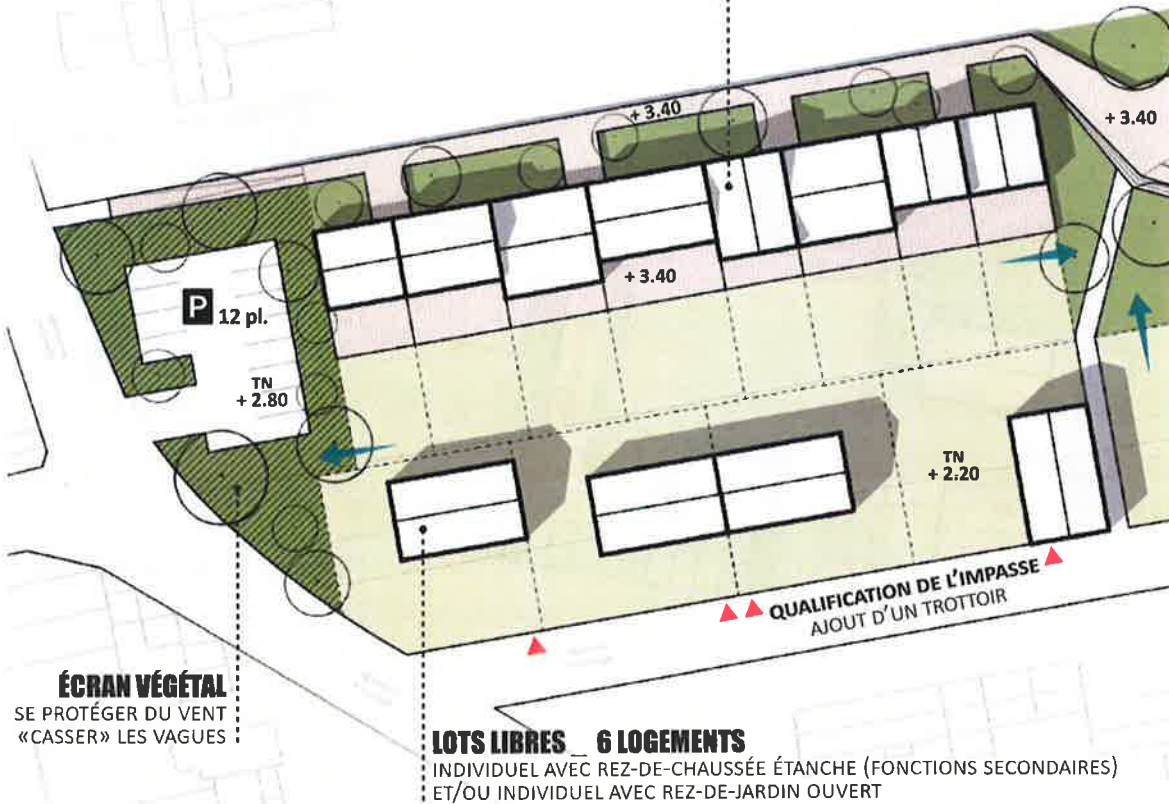 + 3.40
+ 3.40
+ 3.40
P 12 pl.
TN
+ 2.80
TN
+ 2.20
QUALIFICATION DE L'IMPASSE
AJOUT D'UN TROTTOIR
ÉCRAN VÉGÉTAL
SE PROTÉGER DU VENT
«CASSER» LES VAGUES
LOTS LIBRES _ 6 LOGEMENTS
INDIVIDUEL AVEC REZ-DE-CHAUSSÉE ÉTANCHE (FONCTIONS SECONDAIRES)
ET/OU INDIVIDUEL AVEC REZ-DE-JARDIN OUVERT